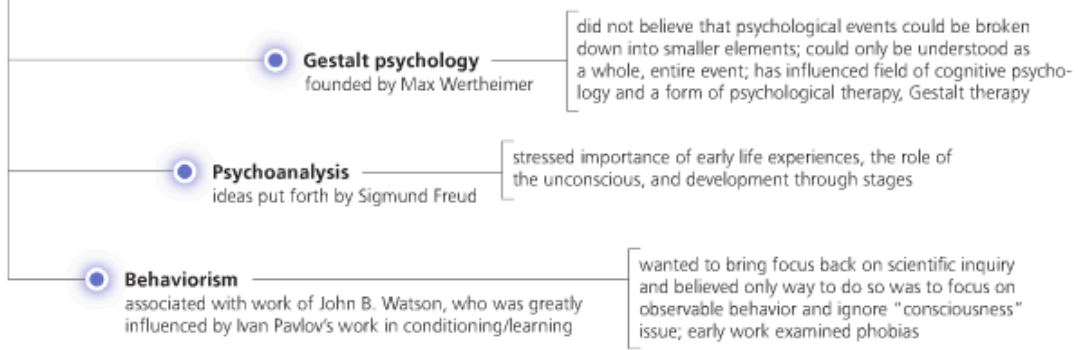 Gestalt psychology
founded by Max Wertheimer
did not believe that psychological events could be broken
down into smaller elements; could only be understood as
a whole, entire event; has influenced field of cognitive psycho-
logy and a form of psychological therapy, Gestalt therapy
Psychoanalysis
ideas put forth by Sigmund Freud
stressed importance of early life experiences, the role of
the unconscious, and development through stages
Behaviorism
associated with work of John B. Watson, who was greatly
influenced by Ivan Pavlov's work in conditioning/learning
wanted to bring focus back on scientific inquiry
and believed only way to do so was to focus on
observable behavior and ignore "consciousness"
issue; early work examined phobias